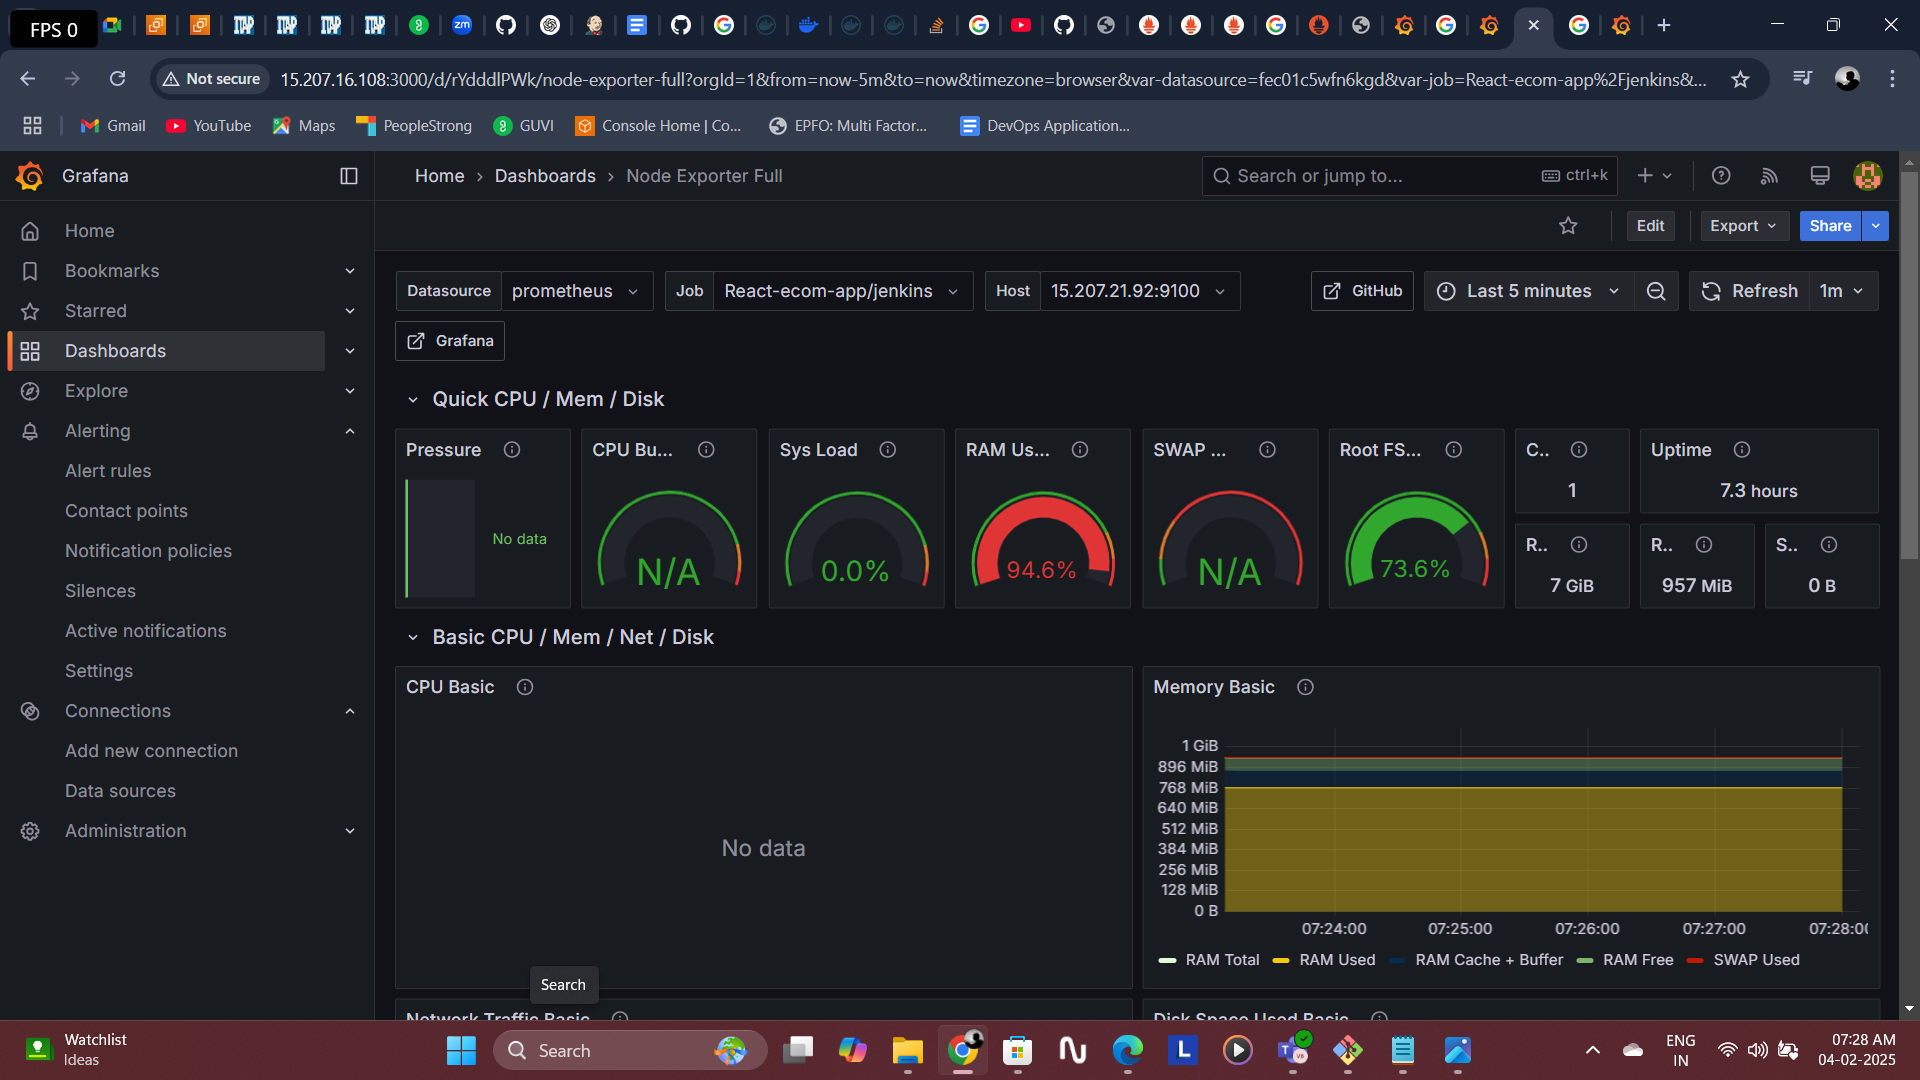 FPS 0
Not secure
15.207.16.108:3000/d/rYdddlPWk/node-exporter-full?orgId=1&from=now-5m&to=now&timezone=browser&var-datasource=fec01c5wfn6kgd&var-job=React-ecom-app%2Fjenkins&...
Gmail
YouTube
Maps
PeopleStrong
GUVI
Console Home | Co...
EPFO: Multi Factor...
DevOps Application...
Grafana
Home › Dashboards › Node Exporter Full
Search or jump to...
ctrl+k
Home
Bookmarks
Starred
Dashboards
Explore
Alerting
Alert rules
Contact points
Notification policies
Silences
Active notifications
Settings
Connections
Add new connection
Data sources
Administration
Edit
Export
Share
Datasource prometheus
Job React-ecom-app/jenkins
Host 15.207.21.92:9100
GitHub
Last 5 minutes
Refresh 1m
Grafana
Quick CPU / Mem / Disk
Pressure
No data
CPU Bu...
N/A
Sys Load
0.0%
RAM Us...
94.6%
SWAP ...
N/A
Root FS...
73.6%
C..
1
Uptime
7.3 hours
R..
7 GiB
R..
957 MiB
S..
0 B
Basic CPU / Mem / Net / Disk
CPU Basic
No data
Memory Basic
1 GiB
896 MiB
768 MiB
640 MiB
512 MiB
384 MiB
256 MiB
128 MiB
0 B
07:24:00 07:25:00 07:26:00 07:27:00 07:28:00
RAM Total RAM Used RAM Cache + Buffer RAM Free SWAP Used
Search
Network Traffic Basic
Disk Space Used Basic
Watchlist
Ideas
Search
ENG
IN
07:28 AM
04-02-2025